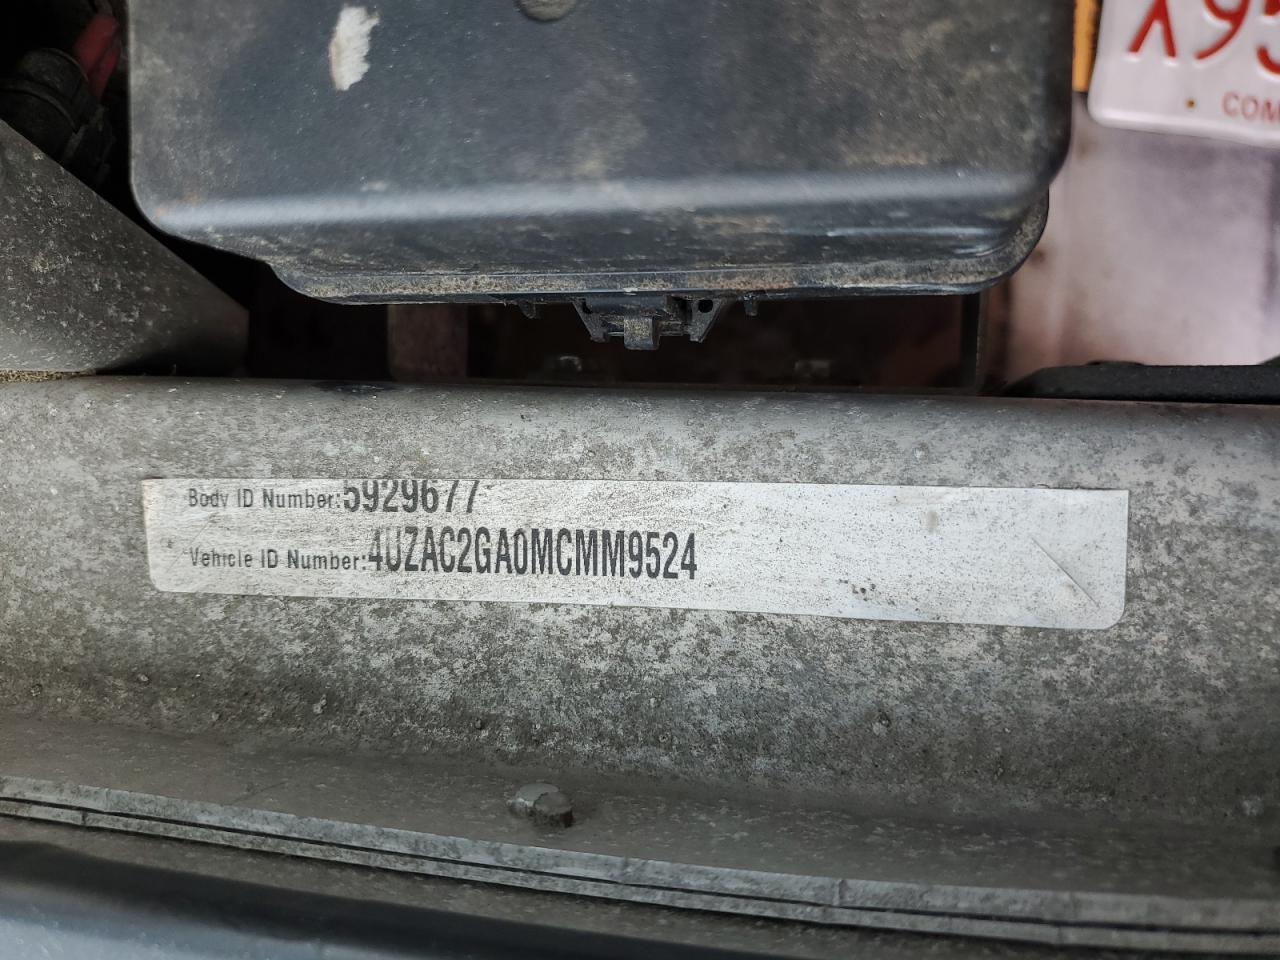 Body ID Number:5929677
Vehicle ID Number:4UZAC2GA0MCMM9524